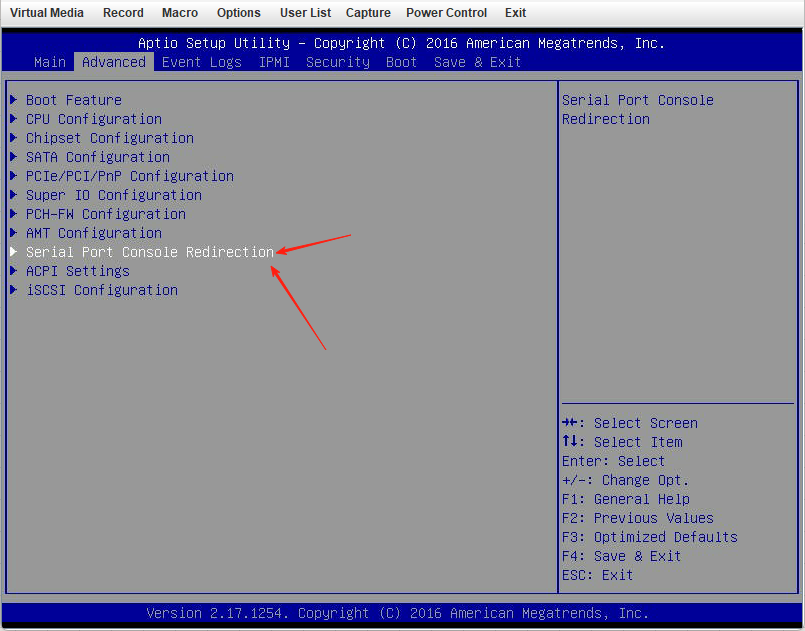 Virtual Media Record Macro Options User List Capture Power Control Exit
Aptio Setup Utility – Copyright (C) 2016 American Megatrends, Inc.
Main Advanced Event Logs IPMI Security Boot Save & Exit
Boot Feature
CPU Configuration
Chipset Configuration
SATA Configuration
PCIe/PCI/PnP Configuration
Super IO Configuration
PCH-FW Configuration
AMT Configuration
Serial Port Console Redirection
ACPI Settings
iSCSI Configuration
Serial Port Console
Redirection
→←: Select Screen
↑↓: Select Item
Enter: Select
+/-: Change Opt.
F1: General Help
F2: Previous Values
F3: Optimized Defaults
F4: Save & Exit
ESC: Exit
Version 2.17.1254. Copyright (C) 2016 American Megatrends, Inc.